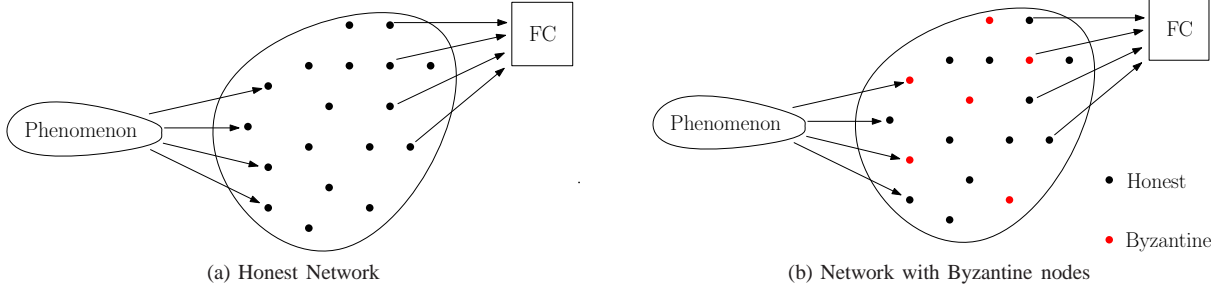 FC
Phenomenon
(a) Honest Network
FC
Phenomenon
Honest
Byzantine
(b) Network with Byzantine nodes